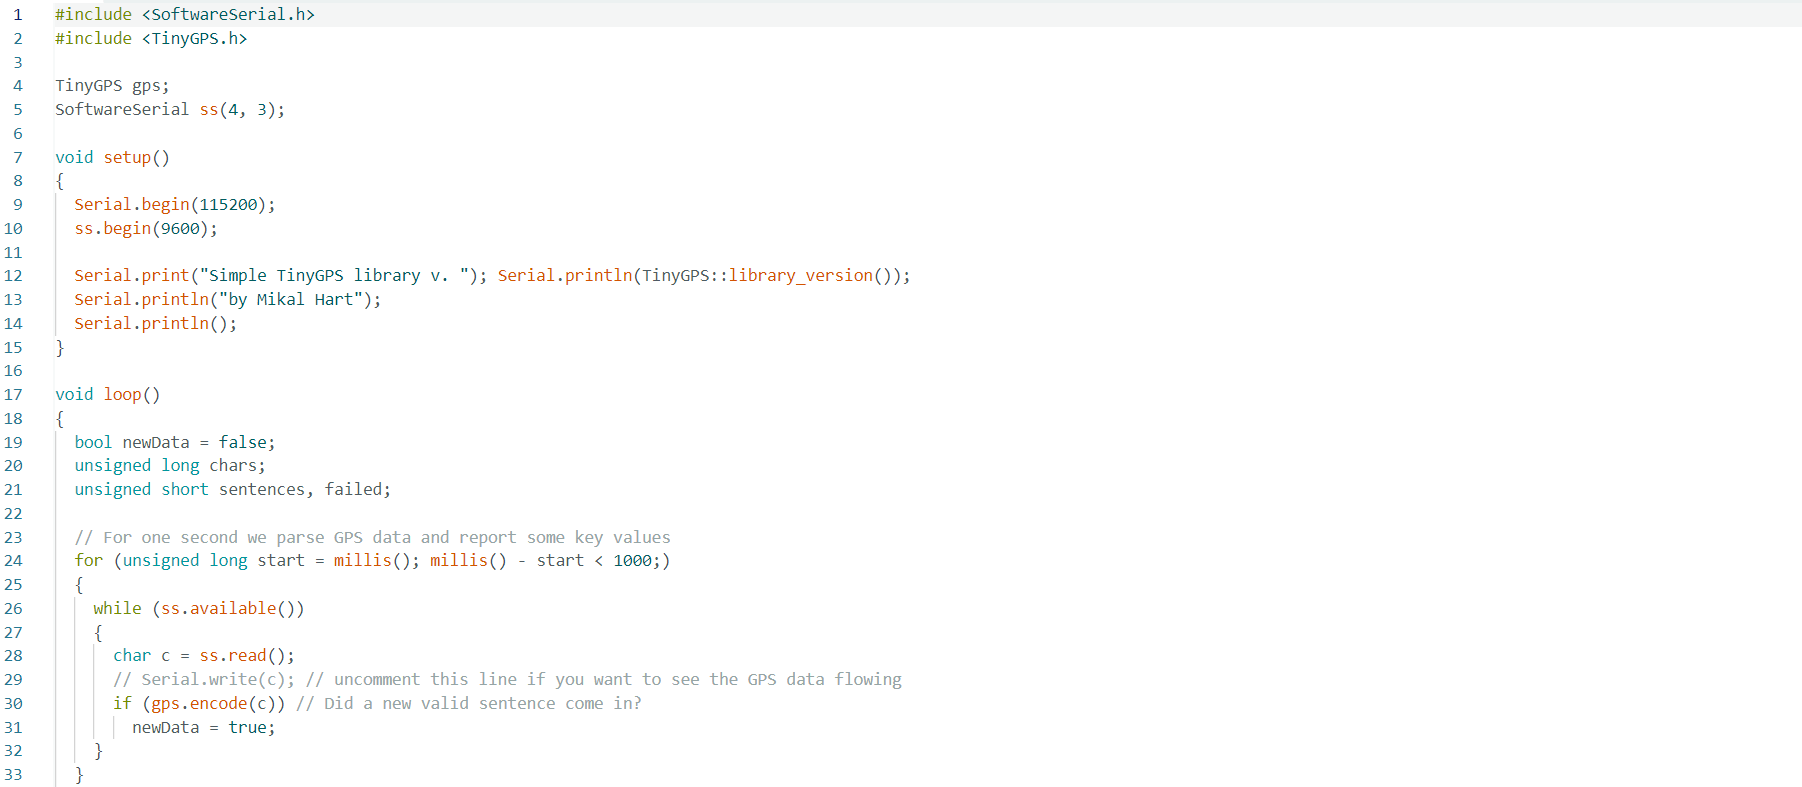 1 #include <SoftwareSerial.h>
2 #include <TinyGPS.h>
3
4 TinyGPS gps;
5 SoftwareSerial ss(4, 3);
6
7 void setup()
8 {
9   Serial.begin(115200);
10   ss.begin(9600);
11
12   Serial.print("Simple TinyGPS library v. "); Serial.println(TinyGPS::library_version());
13   Serial.println("by Mikal Hart");
14   Serial.println();
15 }
16
17 void loop()
18 {
19   bool newData = false;
20   unsigned long chars;
21   unsigned short sentences, failed;
22
23   // For one second we parse GPS data and report some key values
24   for (unsigned long start = millis(); millis() - start < 1000;)
25   {
26     while (ss.available())
27     {
28       char c = ss.read();
29       // Serial.write(c); // uncomment this line if you want to see the GPS data flowing
30       if (gps.encode(c)) // Did a new valid sentence come in?
31         newData = true;
32     }
33   }